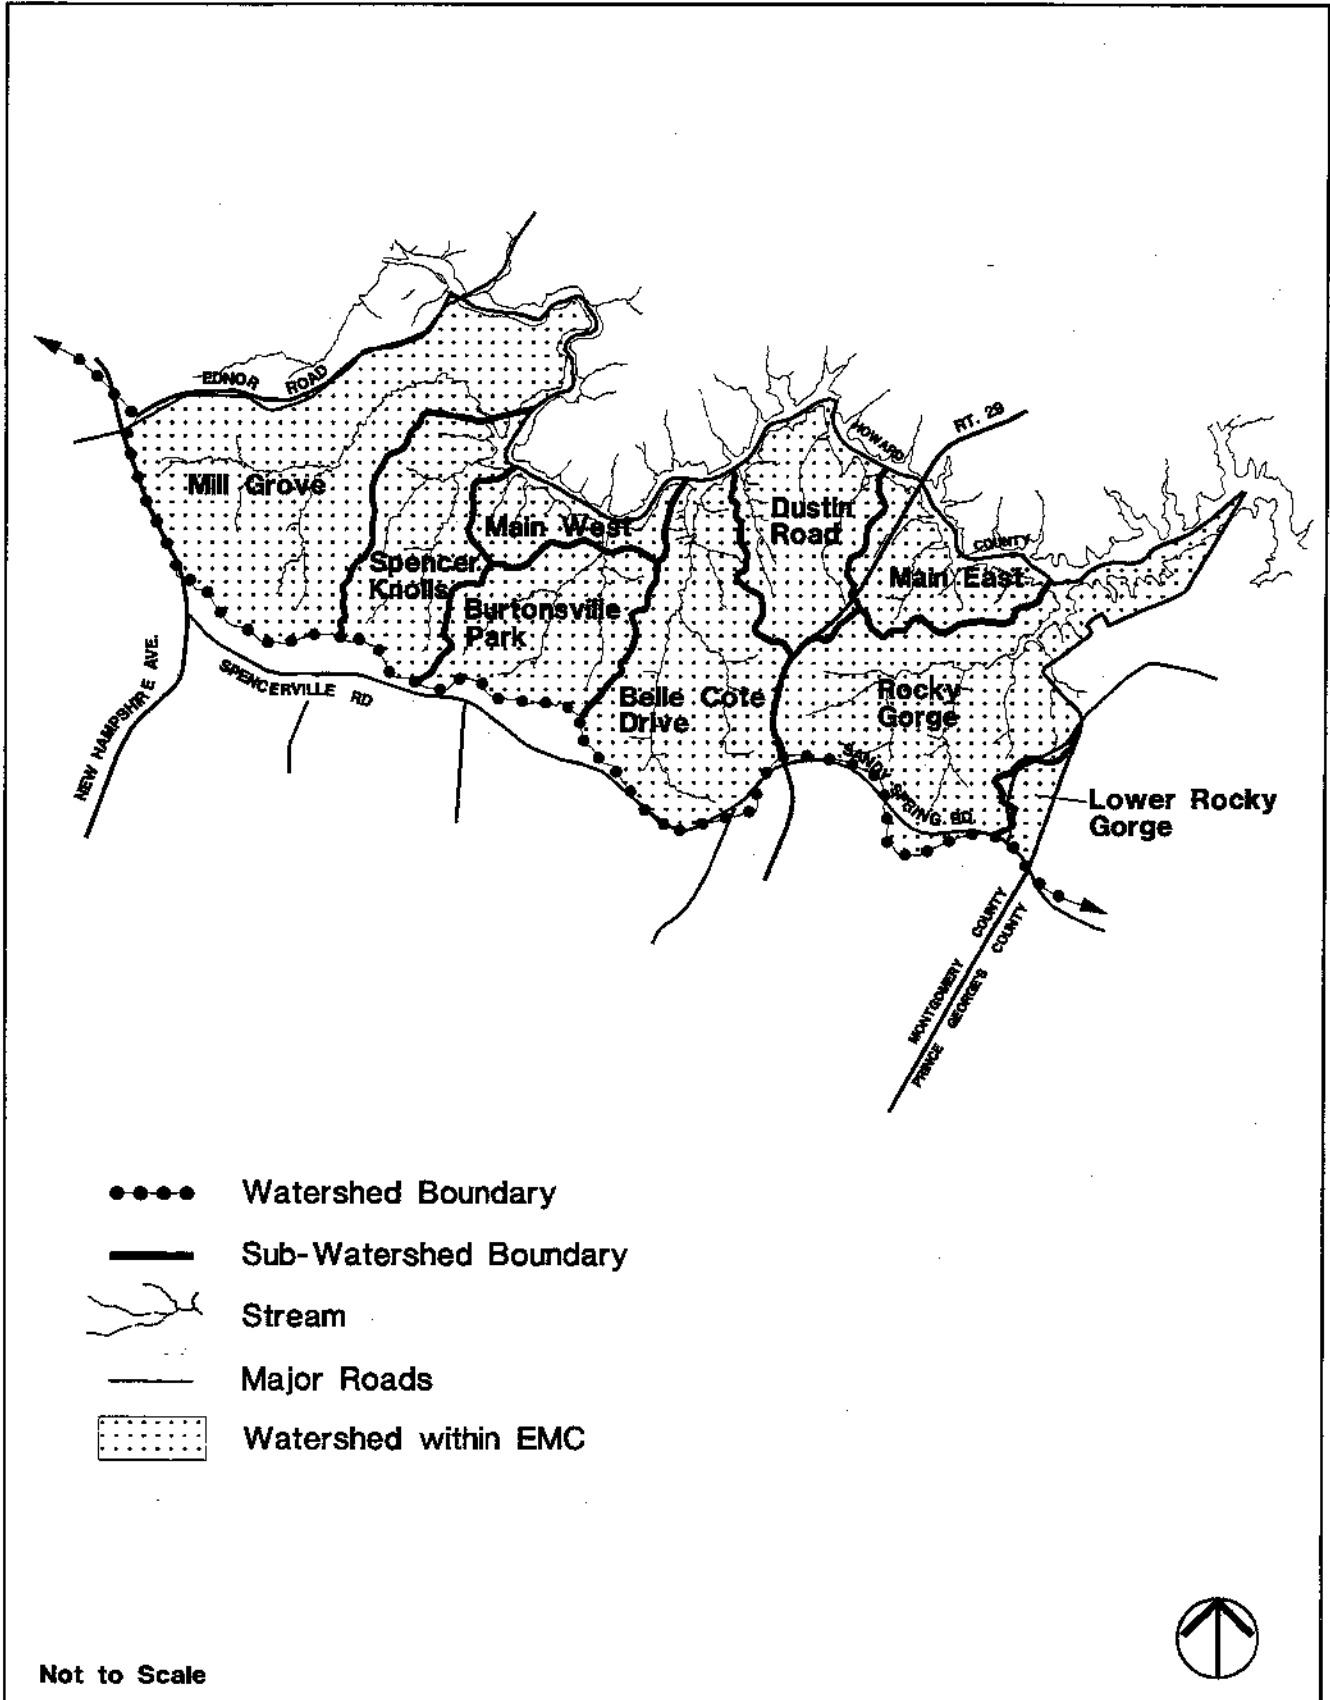 EDNOR ROAD
HOWARD
RT. 29
Mill Grove
Main West
Dustin
Road
COUNTY
Spencer
Knolls
Main East
Burtonsville
Park
NEW HAMPSHIRE AVE.
SPENCERVILLE RD
Belle Cote
Drive
Rocky
Gorge
SANDY SPRING RD.
Lower Rocky
Gorge
MONTGOMERY COUNTY
PRINCE GEORGE'S COUNTY
Watershed Boundary
Sub-Watershed Boundary
Stream
Major Roads
Watershed within EMC
Not to Scale